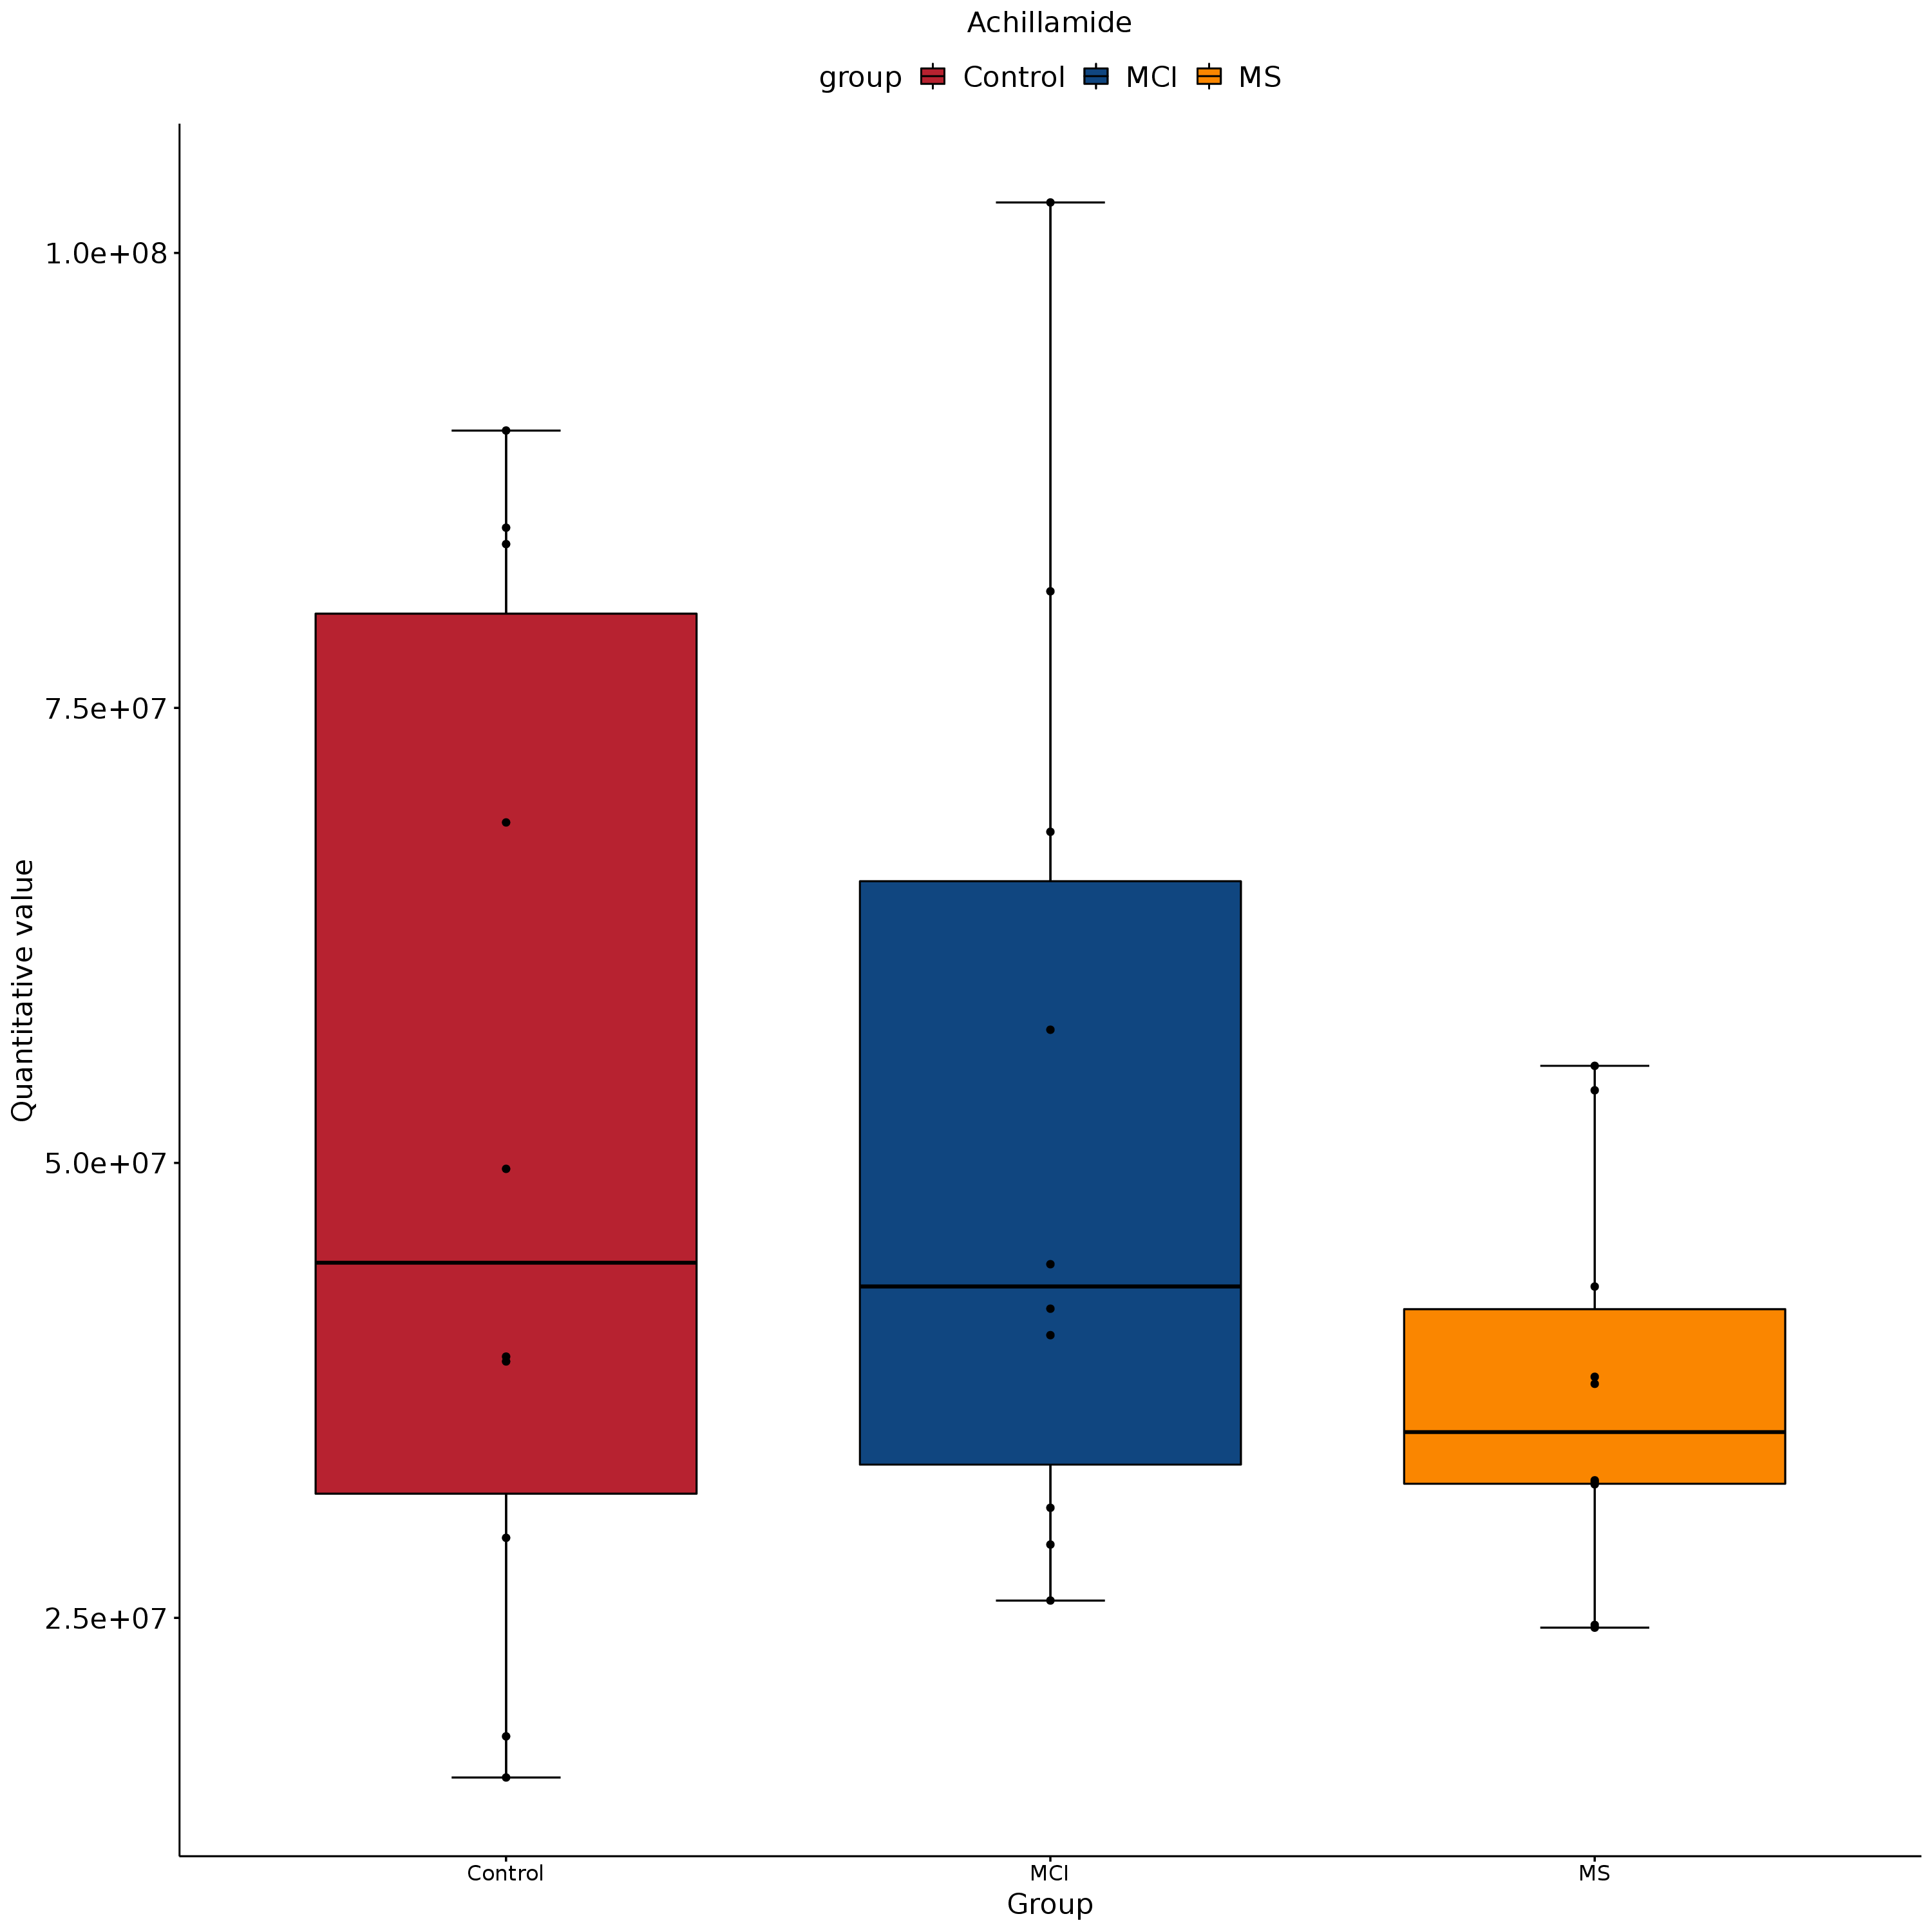 Achillamide
group Control MCI MS
Quantitative value
1.0e+08
7.5e+07
5.0e+07
2.5e+07
Control MCI MS
Group